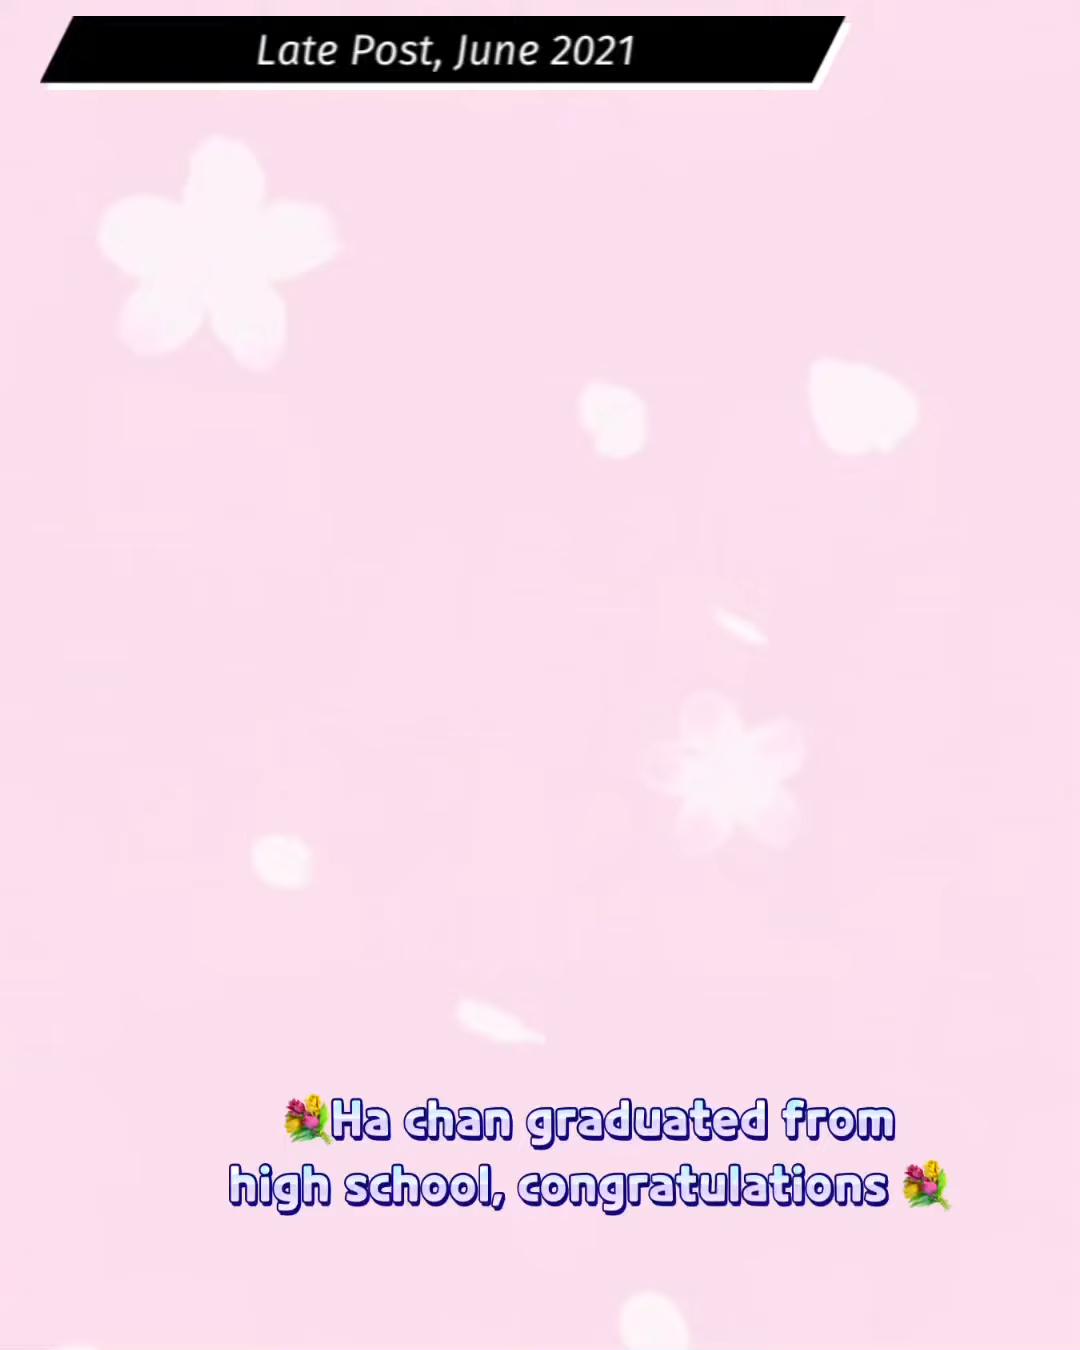 Late Post, June 2021
💐Ha chan graduated from
high school, congratulations 💐